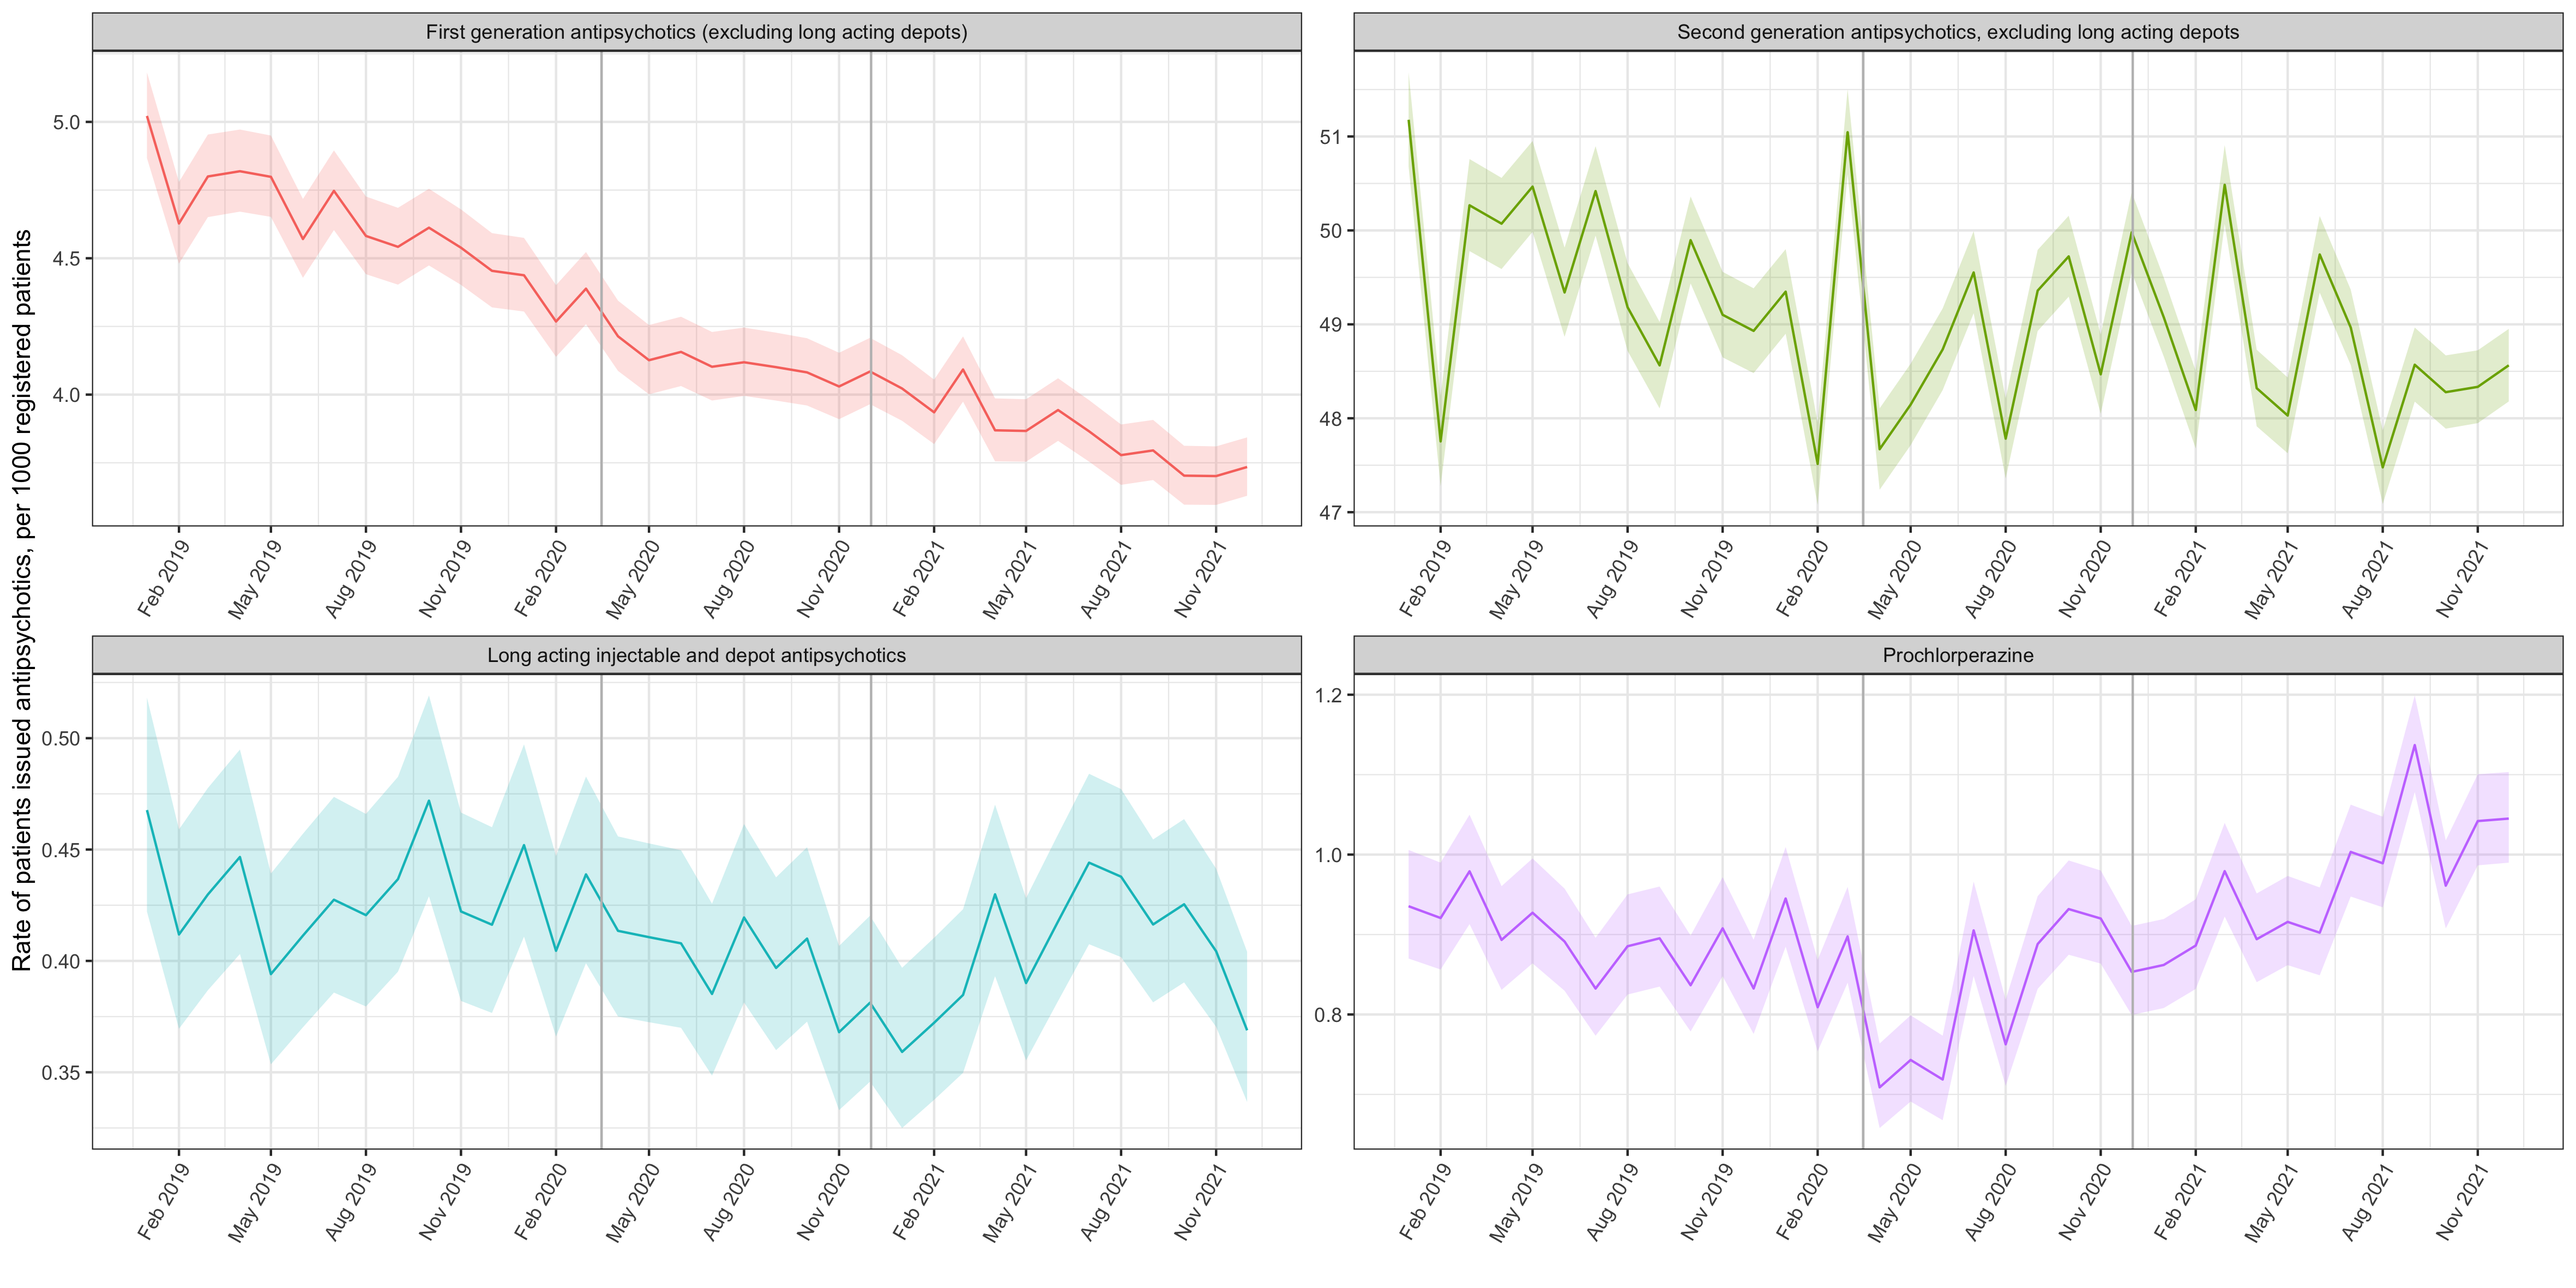 Rate of patients issued antipsychotics, per 1000 registered patients
First generation antipsychotics (excluding long acting depots)
5.0
4.5
4.0
Feb 2019
May 2019
Aug 2019
Nov 2019
Feb 2020
May 2020
Aug 2020
Nov 2020
Feb 2021
May 2021
Aug 2021
Nov 2021
Second generation antipsychotics, excluding long acting depots
51
50
49
48
47
Feb 2019
May 2019
Aug 2019
Nov 2019
Feb 2020
May 2020
Aug 2020
Nov 2020
Feb 2021
May 2021
Aug 2021
Nov 2021
Long acting injectable and depot antipsychotics
0.50
0.45
0.40
0.35
Feb 2019
May 2019
Aug 2019
Nov 2019
Feb 2020
May 2020
Aug 2020
Nov 2020
Feb 2021
May 2021
Aug 2021
Nov 2021
Prochlorperazine
1.2
1.0
0.8
Feb 2019
May 2019
Aug 2019
Nov 2019
Feb 2020
May 2020
Aug 2020
Nov 2020
Feb 2021
May 2021
Aug 2021
Nov 2021